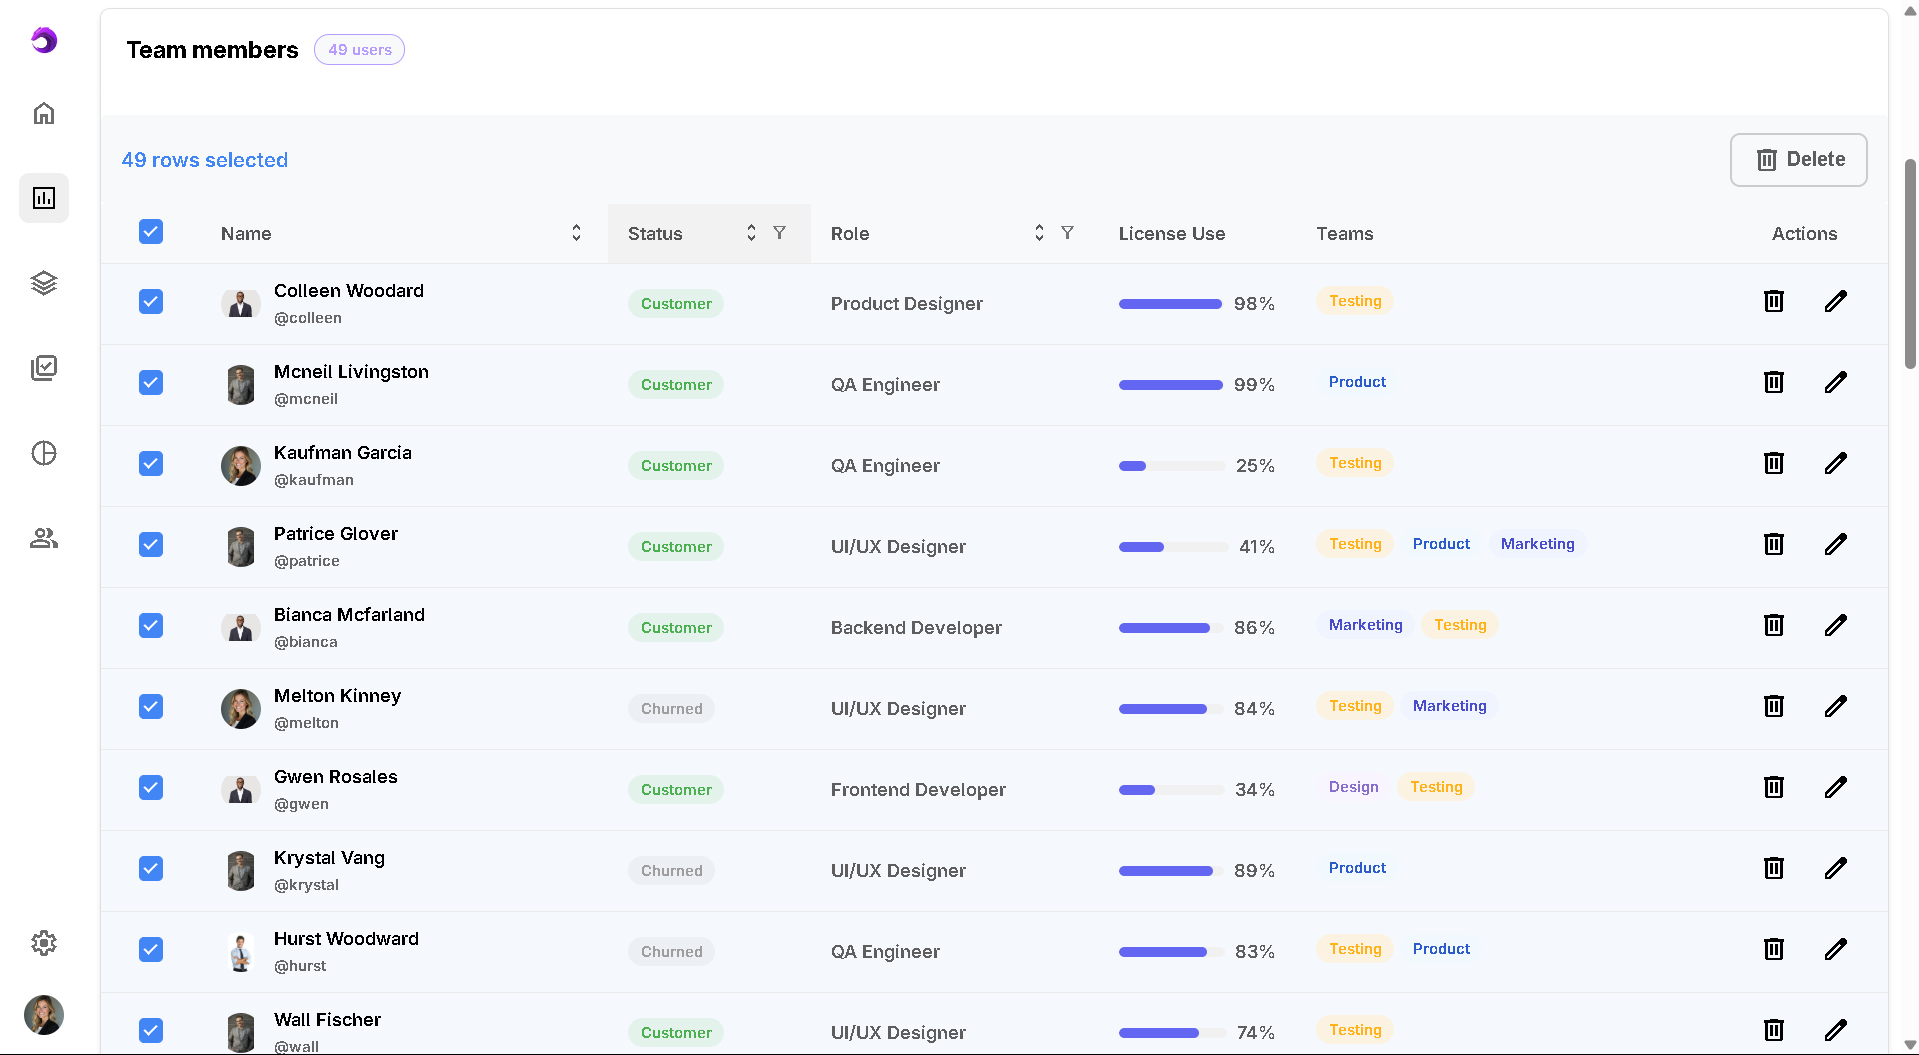 Team members 49 users
49 rows selected Delete
Name Status Role License Use Teams Actions
Colleen Woodard
@colleen
Customer Product Designer 98% Testing
Mcneil Livingston
@mcneil
Customer QA Engineer 99% Product
Kaufman Garcia
@kaufman
Customer QA Engineer 25% Testing
Patrice Glover
@patrice
Customer UI/UX Designer 41% Testing Product Marketing
Bianca Mcfarland
@bianca
Customer Backend Developer 86% Marketing Testing
Melton Kinney
@melton
Churned UI/UX Designer 84% Testing Marketing
Gwen Rosales
@gwen
Customer Frontend Developer 34% Design Testing
Krystal Vang
@krystal
Churned UI/UX Designer 89% Product
Hurst Woodward
@hurst
Churned QA Engineer 83% Testing Product
Wall Fischer
@wall
Customer UI/UX Designer 74% Testing